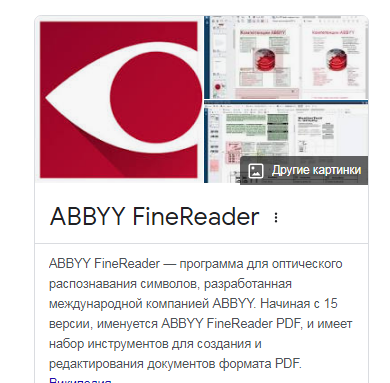 Другие картинки
ABBYY FineReader
ABBYY FineReader — программа для оптического
распознавания символов, разработанная
международной компанией ABBYY. Начиная с 15
версии, именуется ABBYY FineReader PDF, и имеет
набор инструментов для создания и
редактирования документов формата PDF.
Википедия